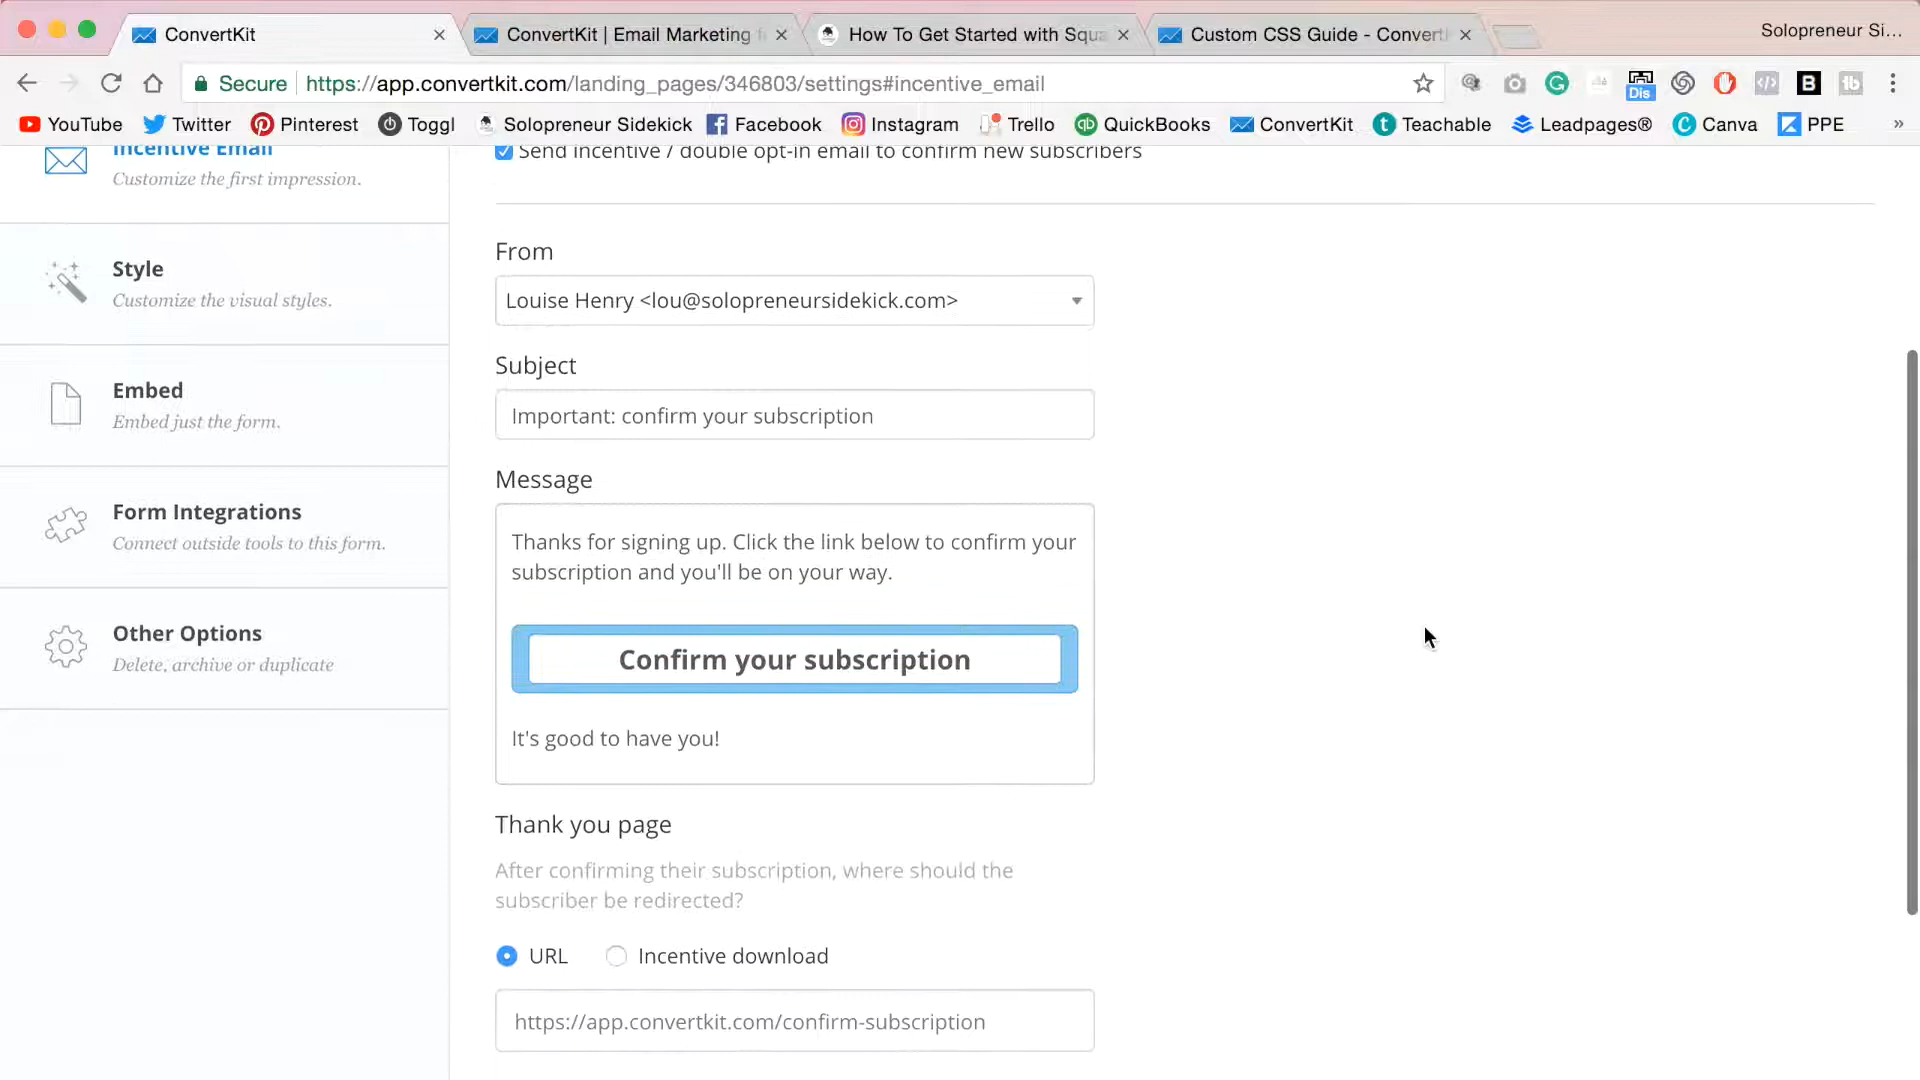 ConvertKit
ConvertKit | Email Marketing
How To Get Started with Squa
Custom CSS Guide - Convert
Solopreneur Si...
Secure
https://app.convertkit.com/landing_pages/346803/settings#incentive_email
Dis
B
YouTube
Twitter
Pinterest
Toggl
Solopreneur Sidekick
Facebook
Instagram
Trello
qb
QuickBooks
ConvertKit
t
Teachable
Leadpages®
Canva
PPE
»
Incentive Email
Customize the first impression.
Style
Customize the visual styles.
Embed
Embed just the form.
Form Integrations
Connect outside tools to this form.
Other Options
Delete, archive or duplicate
Send incentive / double opt-in email to confirm new subscribers
From
Louise Henry <lou@solopreneursidekick.com>
Subject
Important: confirm your subscription
Message
Thanks for signing up. Click the link below to confirm your
subscription and you'll be on your way.
Confirm your subscription
It's good to have you!
Thank you page
After confirming their subscription, where should the
subscriber be redirected?
URL
Incentive download
https://app.convertkit.com/confirm-subscription